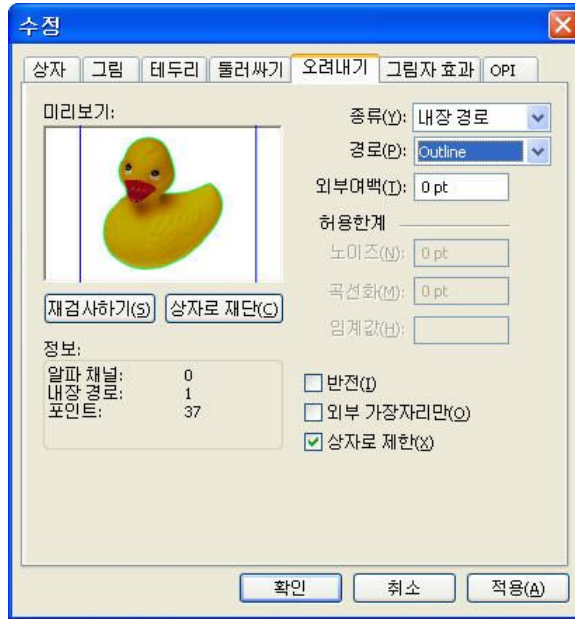 수정
상자 그림 테두리 둘러싸기 오려내기 그림자 효과 OPI
미리보기:
종류(Y): 내장 경로
경로(P): Outline
외부여백(T): 0 pt
허용한계
노이즈(N): 0 pt
곡선화(M): 0 pt
임계값(H):
재검사하기(S) 상자로 재단(C)
정보:
알파 채널: 0
내장 경로: 1
포인트: 37
반전(I)
외부 가장자리만(O)
상자로 제한(X)
확인 취소 적용(A)